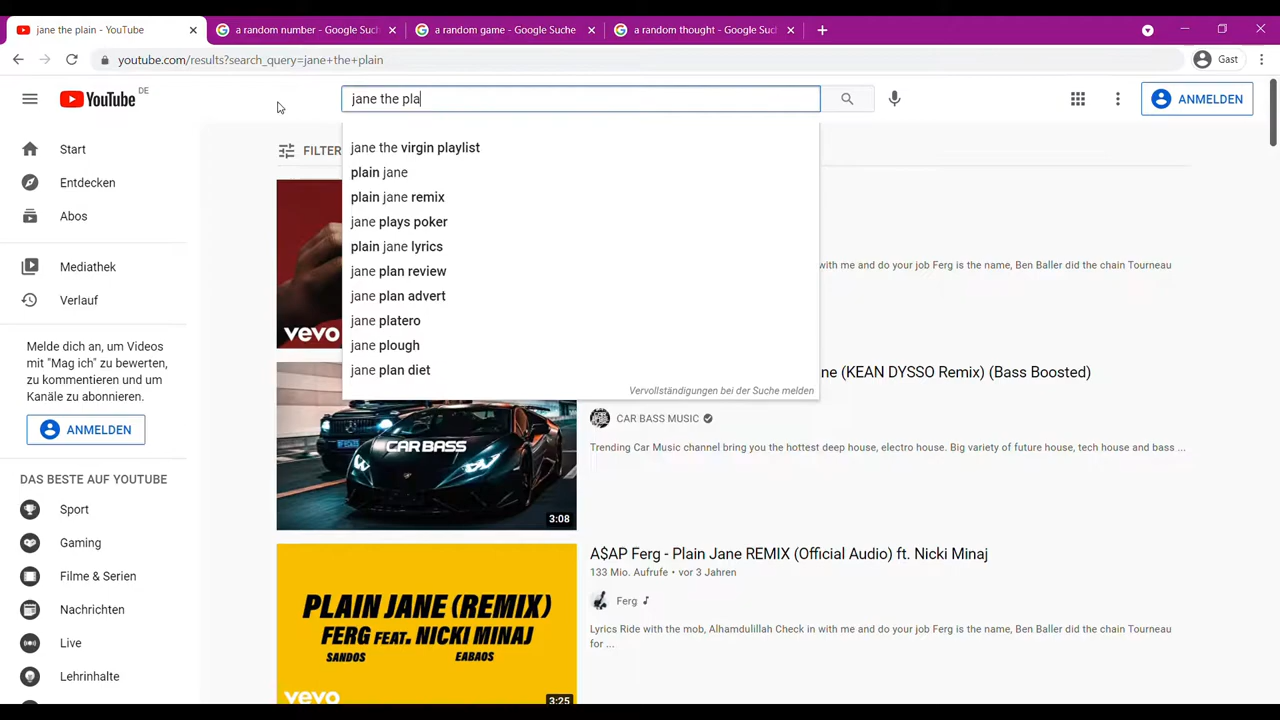 jane the plain - YouTube
a random number - Google Suche
a random game - Google Suche
a random thought - Google Suc
youtube.com/results?search_query=jane+the+plain
Gast
YouTube DE
jane the pla
ANMELDEN
Start
Entdecken
Abos
Mediathek
Verlauf
Melde dich an, um Videos
mit "Mag ich" zu bewerten,
zu kommentieren und um
Kanäle zu abonnieren.
ANMELDEN
DAS BESTE AUF YOUTUBE
Sport
Gaming
Filme & Serien
Nachrichten
Live
Lehrinhalte
FILTER
jane the virgin playlist
plain jane
plain jane remix
jane plays poker
plain jane lyrics
jane plan review
jane plan advert
jane platero
jane plough
jane plan diet
Vervollständigungen bei der Suche melden
vevo
with me and do your job Ferg is the name, Ben Baller did the chain Tourneau
ne (KEAN DYSSO Remix) (Bass Boosted)
CAR BASS MUSIC
Trending Car Music channel bring you the hottest deep house, electro house. Big variety of future house, tech house and bass ...
CARBASS
3:08
A$AP Ferg - Plain Jane REMIX (Official Audio) ft. Nicki Minaj
133 Mio. Aufrufe • vor 3 Jahren
Ferg
Lyrics Ride with the mob, Alhamdulillah Check in with me and do your job Ferg is the name, Ben Baller did the chain Tourneau
for ...
PLAIN JANE (REMIX)
FERG FEAT. NICKI MINAJ
SANDOS EABAOS
vevo
3:25